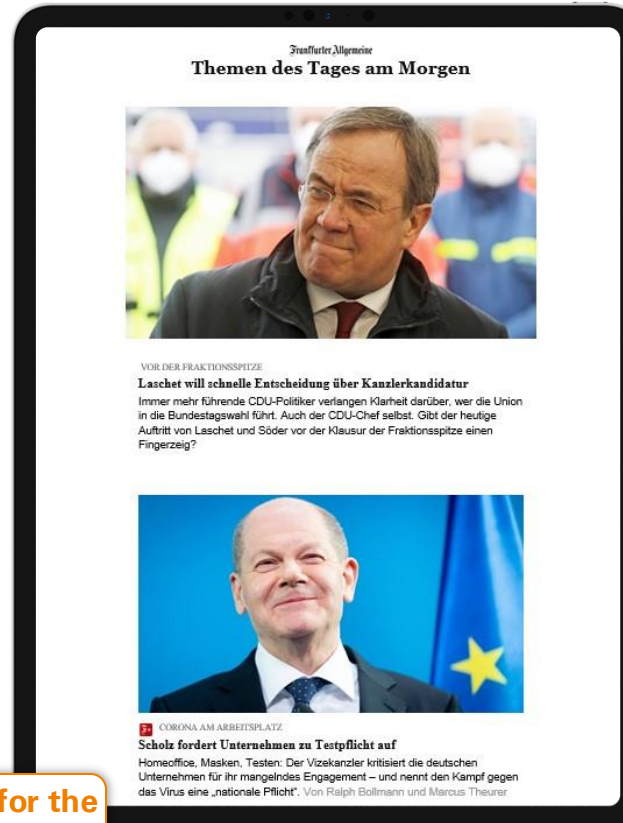 Frankfurter Allgemeine
Themen des Tages am Morgen
VOR DER FRAKTIONSSPITZE
Laschet will schnelle Entscheidung über Kanzlerkandidatur
Immer mehr führende CDU-Politiker verlangen Klarheit darüber, wer die Union
in die Bundestagswahl führt. Auch der CDU-Chef selbst. Gibt der heutige
Auftritt von Laschet und Söder vor der Klausur der Fraktionsspitze einen
Fingerzeig?
F+ CORONA AM ARBEITSPLATZ
Scholz fordert Unternehmen zu Testpflicht auf
Homeoffice, Masken, Testen: Der Vizekanzler kritisiert die deutschen
Unternehmen für ihr mangelndes Engagement – und nennt den Kampf gegen
das Virus eine „nationale Pflicht“. Von Ralph Bollmann und Marcus Theurer
for the